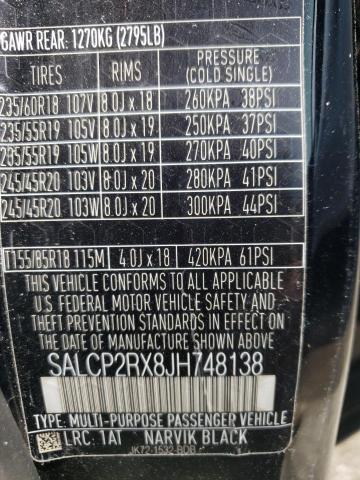 GAWR REAR: 1270KG (2795LB)
TIRES RIMS PRESSURE (COLD SINGLE)
235/60R18 107V 8.0J x 18 260KPA 38PSI
235/55R19 105V 8.0J x 19 250KPA 37PSI
235/55R19 105W 8.0J x 19 270KPA 40PSI
245/45R20 103V 8.0J x 20 280KPA 41PSI
245/45R20 103W 8.0J x 20 300KPA 44PSI
T155/85R18 115M 4.0J x 18 420KPA 61PSI
THIS VEHICLE CONFORMS TO ALL APPLICABLE
U.S. FEDERAL MOTOR VEHICLE SAFETY
THEFT PREVENTION STANDARDS IN EFFECT
DATE OF MANUFACTURE SHOWN ABOVE
SALCP2RX8JH748138
TYPE: MULTI-PURPOSE PASSENGER VEHICLE
LRC: 1AT NARVIK BLACK
JK72-1532-BDB